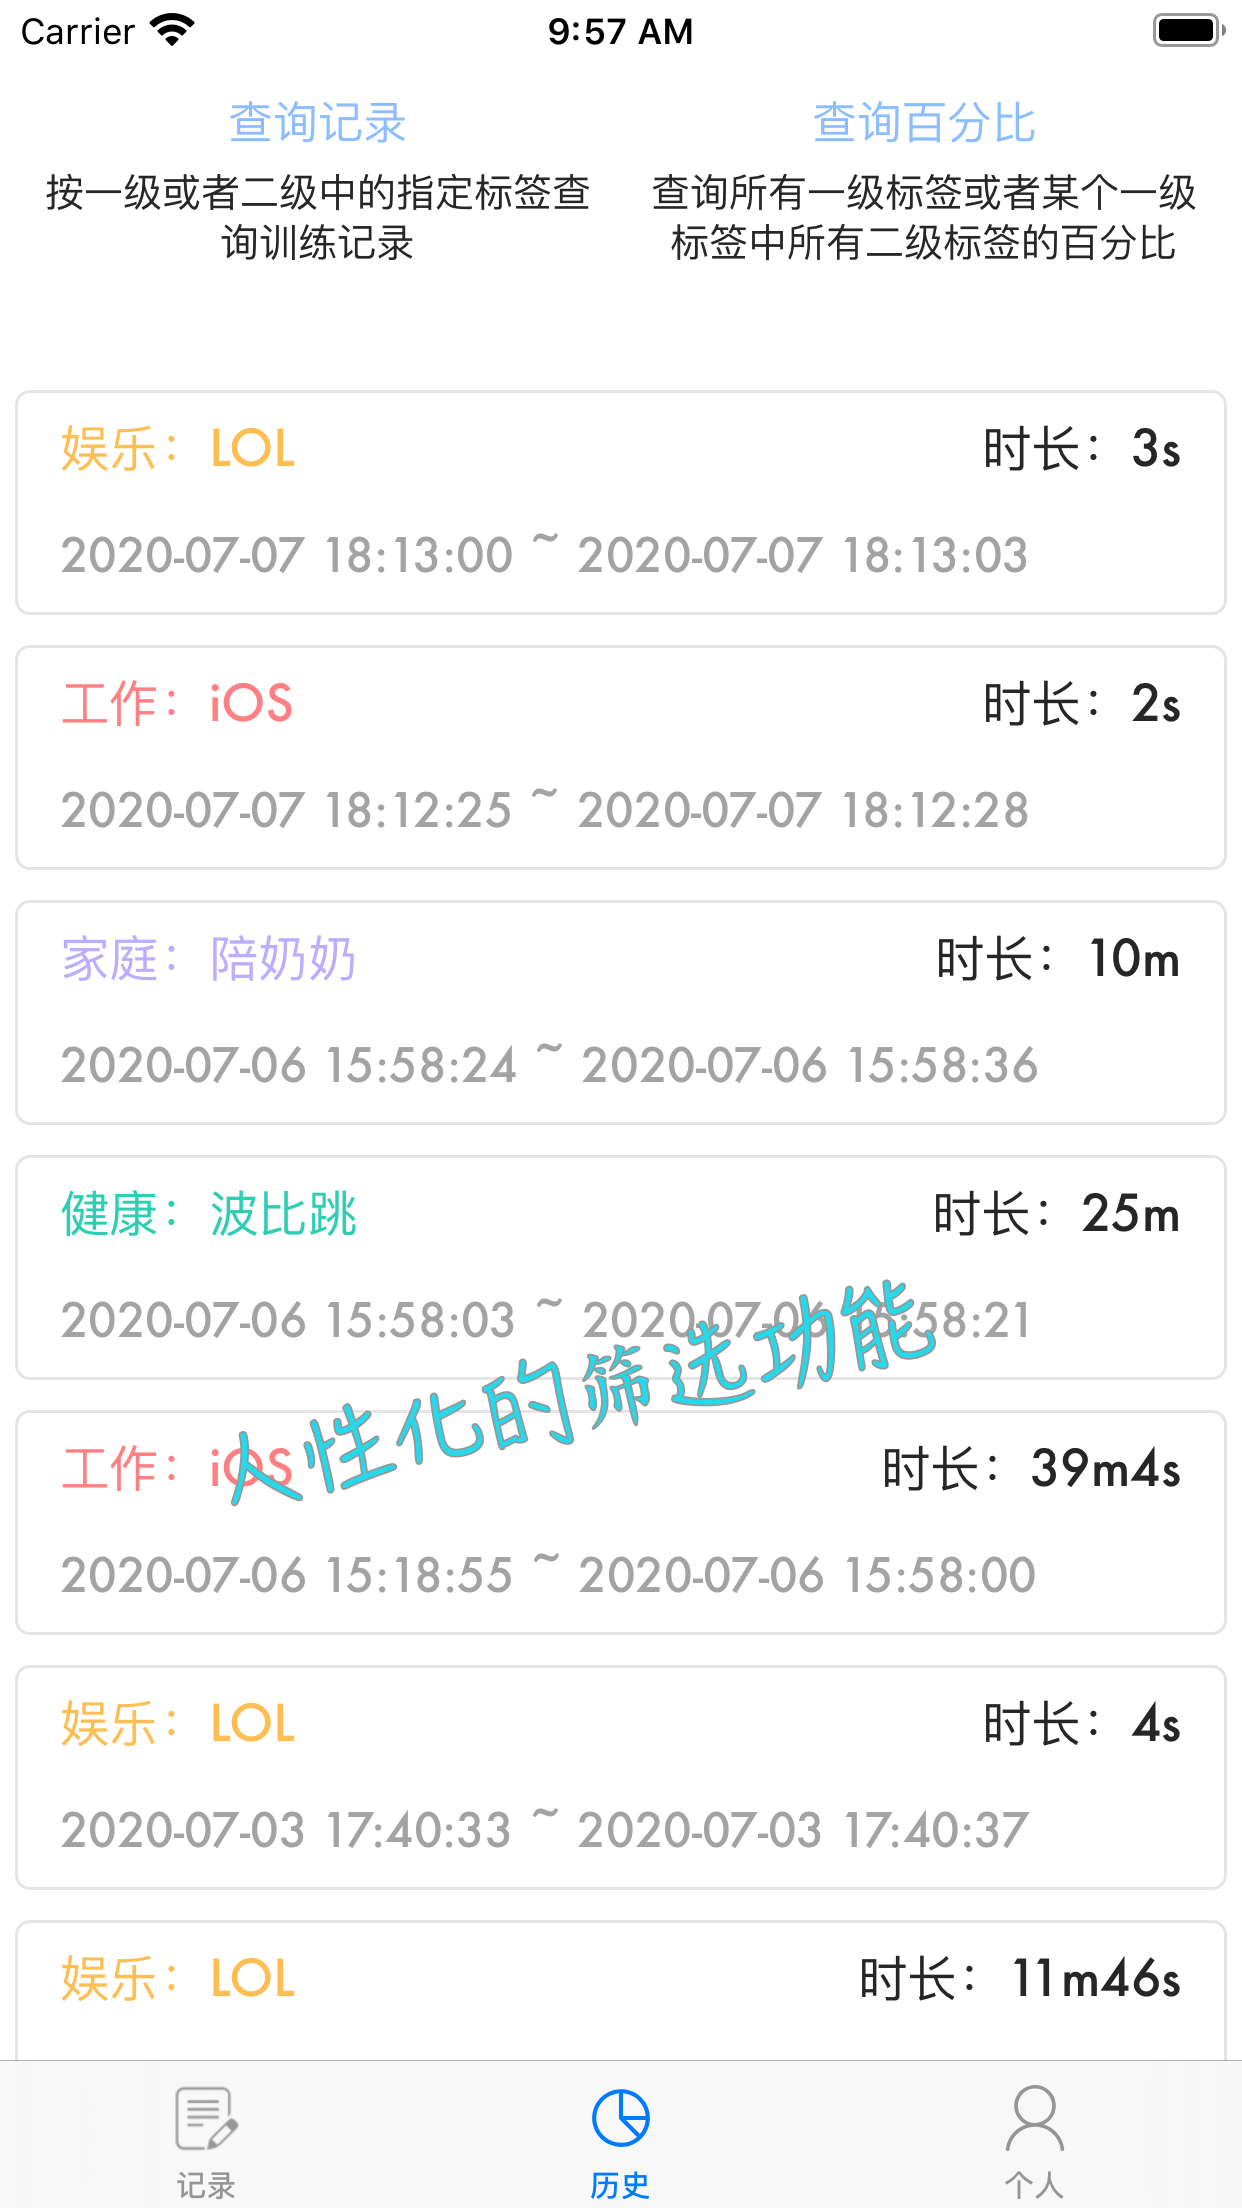 Carrier 9:57 AM
查询记录
按一级或者二级中的指定标签查
询训练记录
查询百分比
查询所有一级标签或者某个一级
标签中所有二级标签的百分比
娱乐：LOL 时长：3s
2020-07-07 18:13:00 ~ 2020-07-07 18:13:03
工作：iOS 时长：2s
2020-07-07 18:12:25 ~ 2020-07-07 18:12:28
家庭：陪奶奶 时长：10m
2020-07-06 15:58:24 ~ 2020-07-06 15:58:36
健康：波比跳 时长：25m
2020-07-06 15:58:03 ~ 2020-07-06 15:58:21
人性化的筛选功能
工作：iOS 时长：39m4s
2020-07-06 15:18:55 ~ 2020-07-06 15:58:00
娱乐：LOL 时长：4s
2020-07-03 17:40:33 ~ 2020-07-03 17:40:37
娱乐：LOL 时长：11m46s
记录 历史 个人